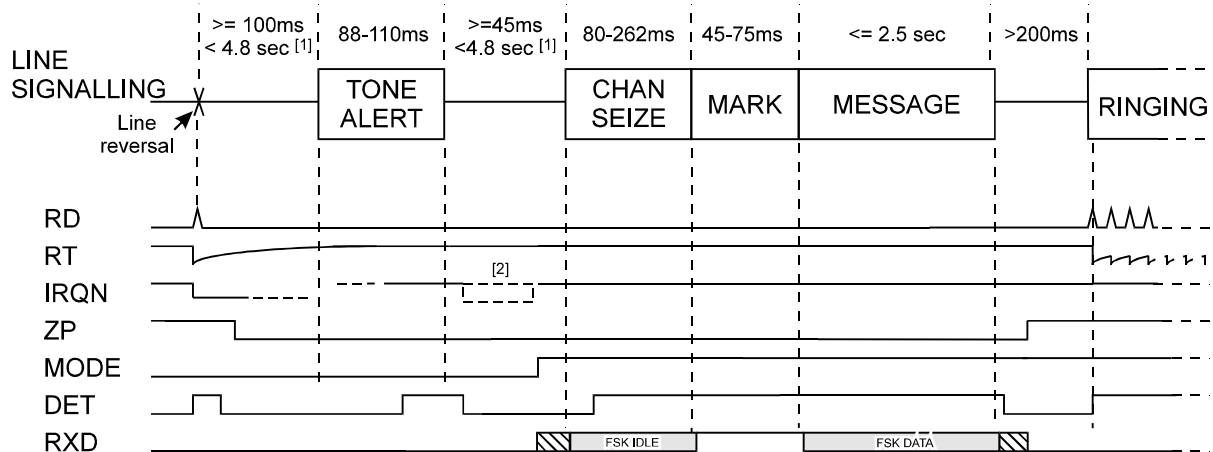 >= 100ms
< 4.8 sec [1]
88-110ms
>=45ms
<4.8 sec [1]
80-262ms
45-75ms
<= 2.5 sec
>200ms
LINE
SIGNALLING
Line
reversal
TONE
ALERT
CHAN
SEIZE
MARK
MESSAGE
RINGING
RD
RT
[2]
IRQN
ZP
MODE
DET
RXD
FSK IDLE
FSK DATA